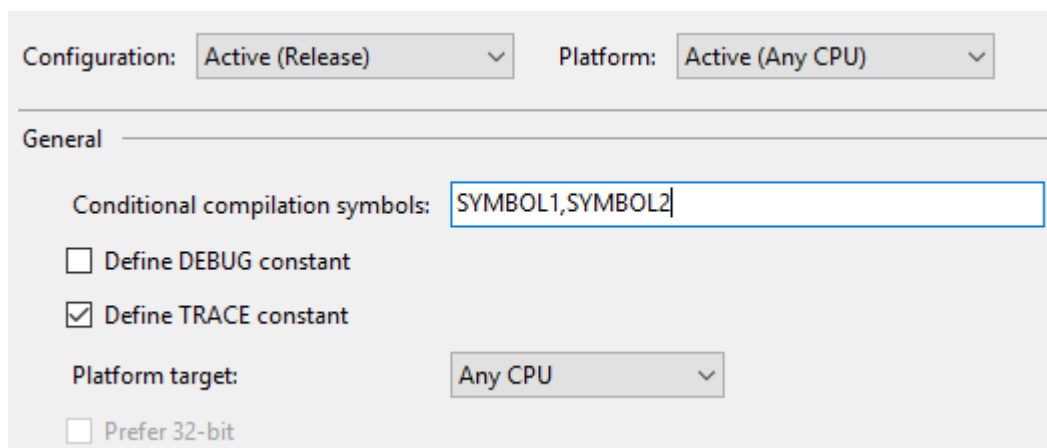 Configuration: Active (Release) Platform: Active (Any CPU)
General
Conditional compilation symbols: SYMBOL1,SYMBOL2
Define DEBUG constant
Define TRACE constant
Platform target: Any CPU
Prefer 32-bit